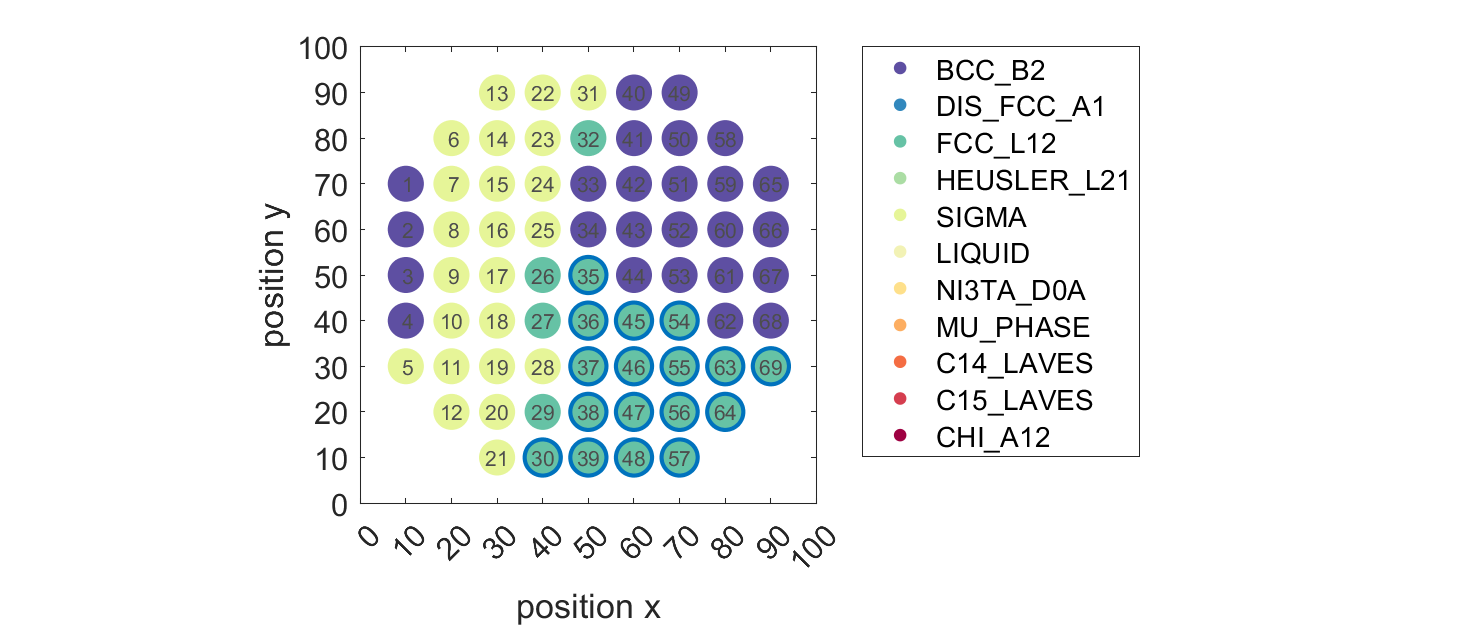 100
90
80
70
60
50
40
30
20
10
0
position y
13 22 31 40 49
6 14 23 32 41 50 58
1 7 15 24 33 42 51 59 65
2 8 16 25 34 43 52 60 66
3 9 17 26 35 44 53 61 67
4 10 18 27 36 45 54 62 68
5 11 19 28 37 46 55 63 69
12 20 29 38 47 56 64
21 30 39 48 57
0 10 20 30 40 50 60 70 80 90 100
position x
BCC_B2
DIS_FCC_A1
FCC_L12
HEUSLER_L21
SIGMA
LIQUID
NI3TA_D0A
MU_PHASE
C14_LAVES
C15_LAVES
CHI_A12